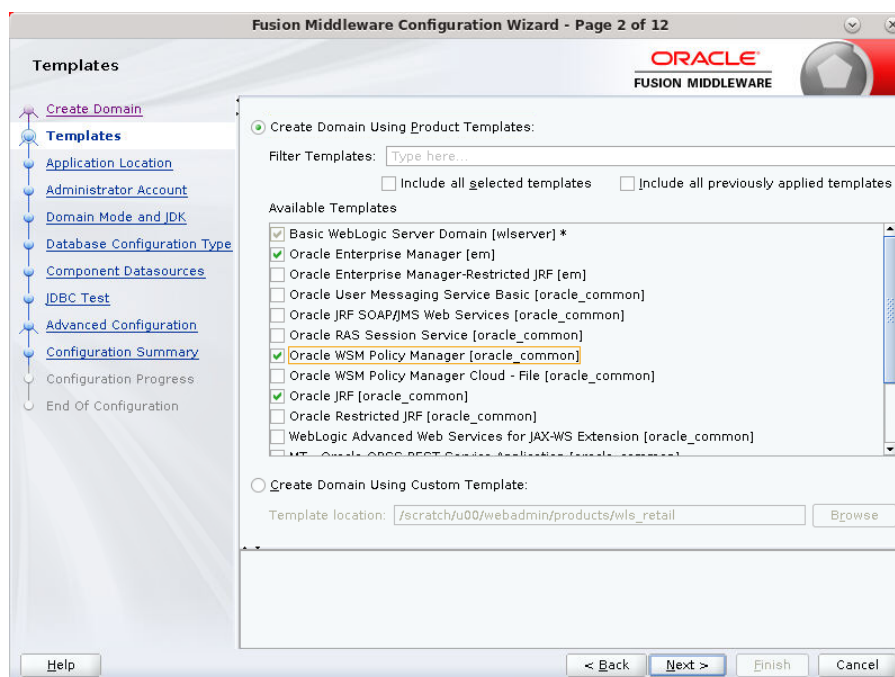 Fusion Middleware Configuration Wizard - Page 2 of 12
Templates
ORACLE
FUSION MIDDLEWARE
Create Domain
Templates
Application Location
Administrator Account
Domain Mode and JDK
Database Configuration Type
Component Datasources
JDBC Test
Advanced Configuration
Configuration Summary
Configuration Progress
End Of Configuration
Create Domain Using Product Templates:
Filter Templates: Type here...
Include all selected templates Include all previously applied templates
Available Templates
Basic WebLogic Server Domain [wlserver] *
Oracle Enterprise Manager [em]
Oracle Enterprise Manager-Restricted JRF [em]
Oracle User Messaging Service Basic [oracle_common]
Oracle JRF SOAP/JMS Web Services [oracle_common]
Oracle RAS Session Service [oracle_common]
Oracle WSM Policy Manager [oracle_common]
Oracle WSM Policy Manager Cloud - File [oracle_common]
Oracle JRF [oracle_common]
Oracle Restricted JRF [oracle_common]
WebLogic Advanced Web Services for JAX-WS Extension [oracle_common]
MT - Oracle OPSS REST Service Application [oracle_common]
Create Domain Using Custom Template:
Template location: /scratch/u00/webadmin/products/wls_retail Browse
Help < Back Next > Finish Cancel